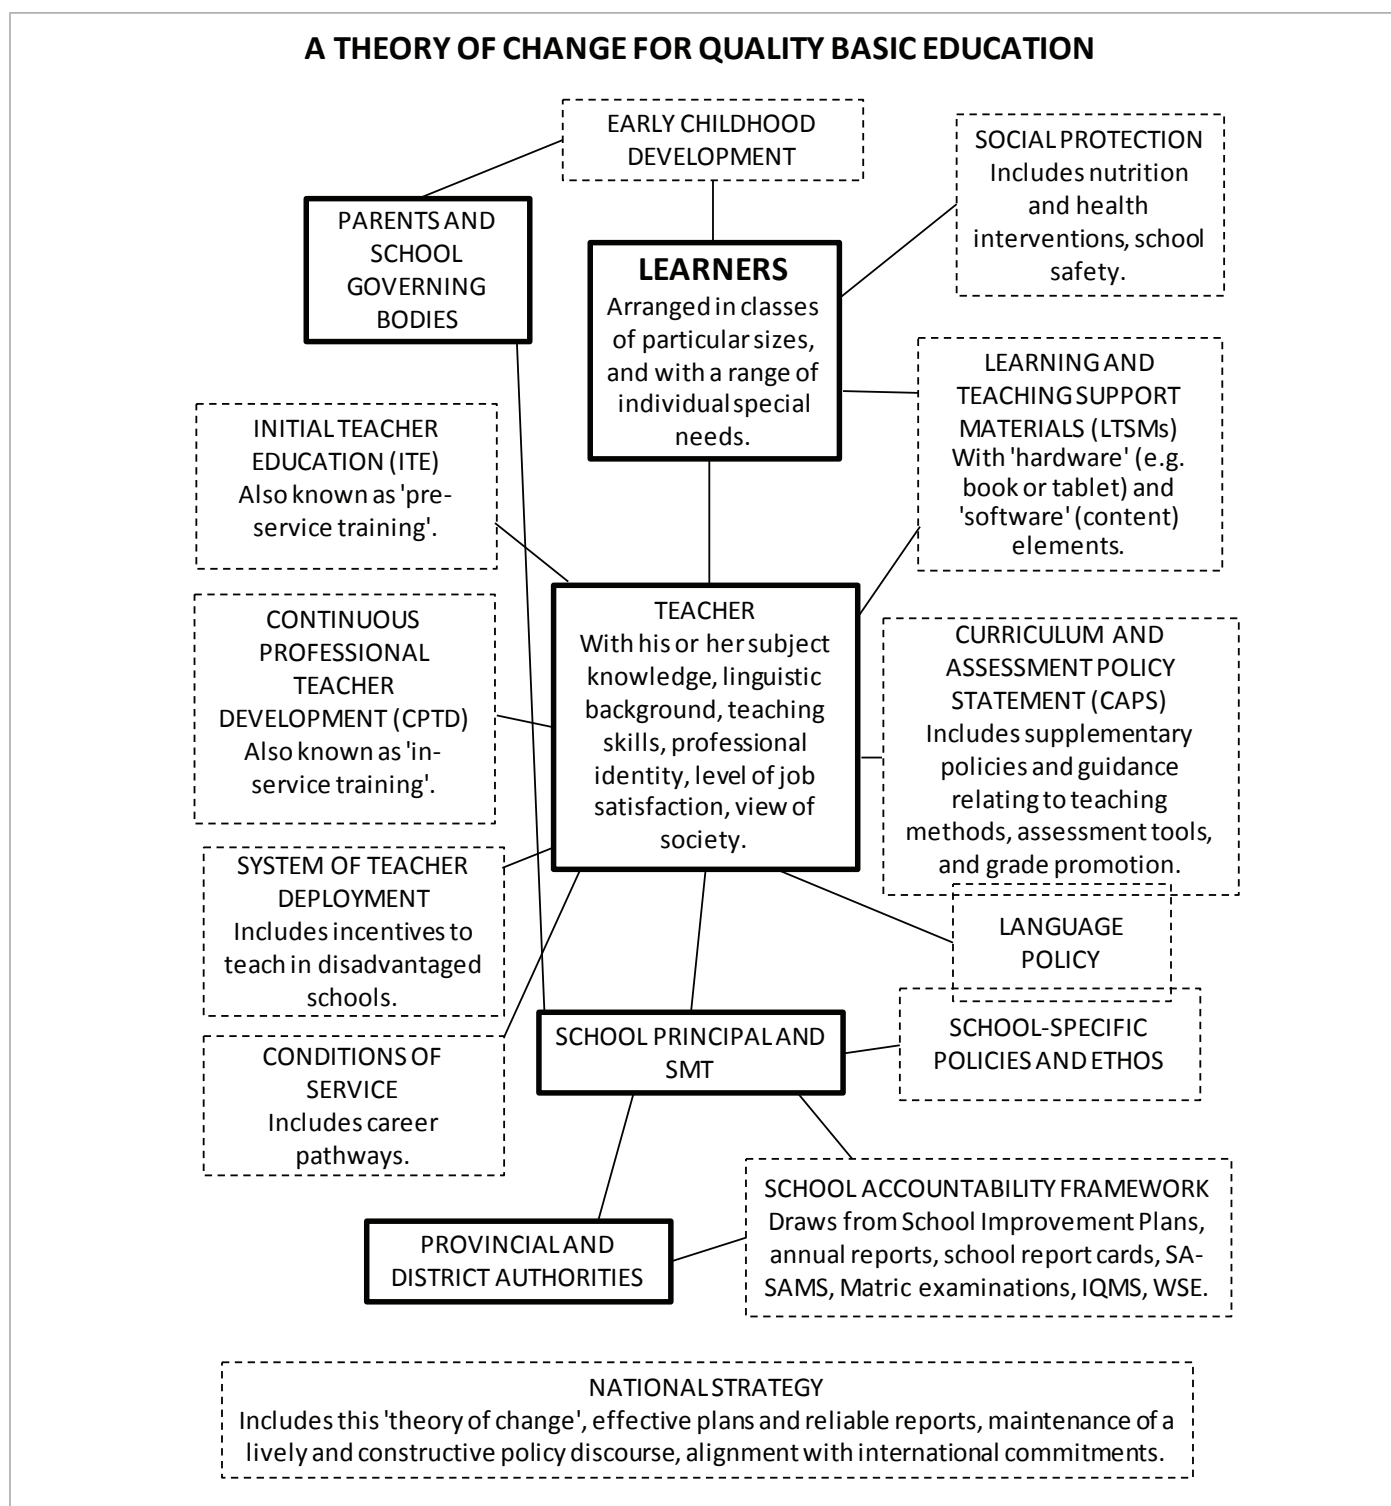 A THEORY OF CHANGE FOR QUALITY BASIC EDUCATION
EARLY CHILDHOOD
DEVELOPMENT
SOCIAL PROTECTION
Includes nutrition
and health
interventions, school
safety.
PARENTS AND
SCHOOL
GOVERNING
BODIES
LEARNERS
Arranged in classes
of particular sizes,
and with a range of
individual special
needs.
LEARNING AND
TEACHING SUPPORT
MATERIALS (LTSMs)
With 'hardware' (e.g.
book or tablet) and
'software' (content)
elements.
INITIAL TEACHER
EDUCATION (ITE)
Also known as 'pre-
service training'.
TEACHER
With his or her subject
knowledge, linguistic
background, teaching
skills, professional
identity, level of job
satisfaction, view of
society.
CONTINUOUS
PROFESSIONAL
TEACHER
DEVELOPMENT (CPTD)
Also known as 'in-
service training'.
CURRICULUM AND
ASSESSMENT POLICY
STATEMENT (CAPS)
Includes supplementary
policies and guidance
relating to teaching
methods, assessment tools,
and grade promotion.
SYSTEM OF TEACHER
DEPLOYMENT
Includes incentives to
teach in disadvantaged
schools.
LANGUAGE
POLICY
SCHOOL PRINCIPAL AND
SMT
SCHOOL-SPECIFIC
POLICIES AND ETHOS
CONDITIONS OF
SERVICE
Includes career
pathways.
SCHOOL ACCOUNTABILITY FRAMEWORK
Draws from School Improvement Plans,
annual reports, school report cards, SA-
SAMS, Matric examinations, IQMS, WSE.
PROVINCIAL AND
DISTRICT AUTHORITIES
NATIONAL STRATEGY
Includes this 'theory of change', effective plans and reliable reports, maintenance of a
lively and constructive policy discourse, alignment with international commitments.